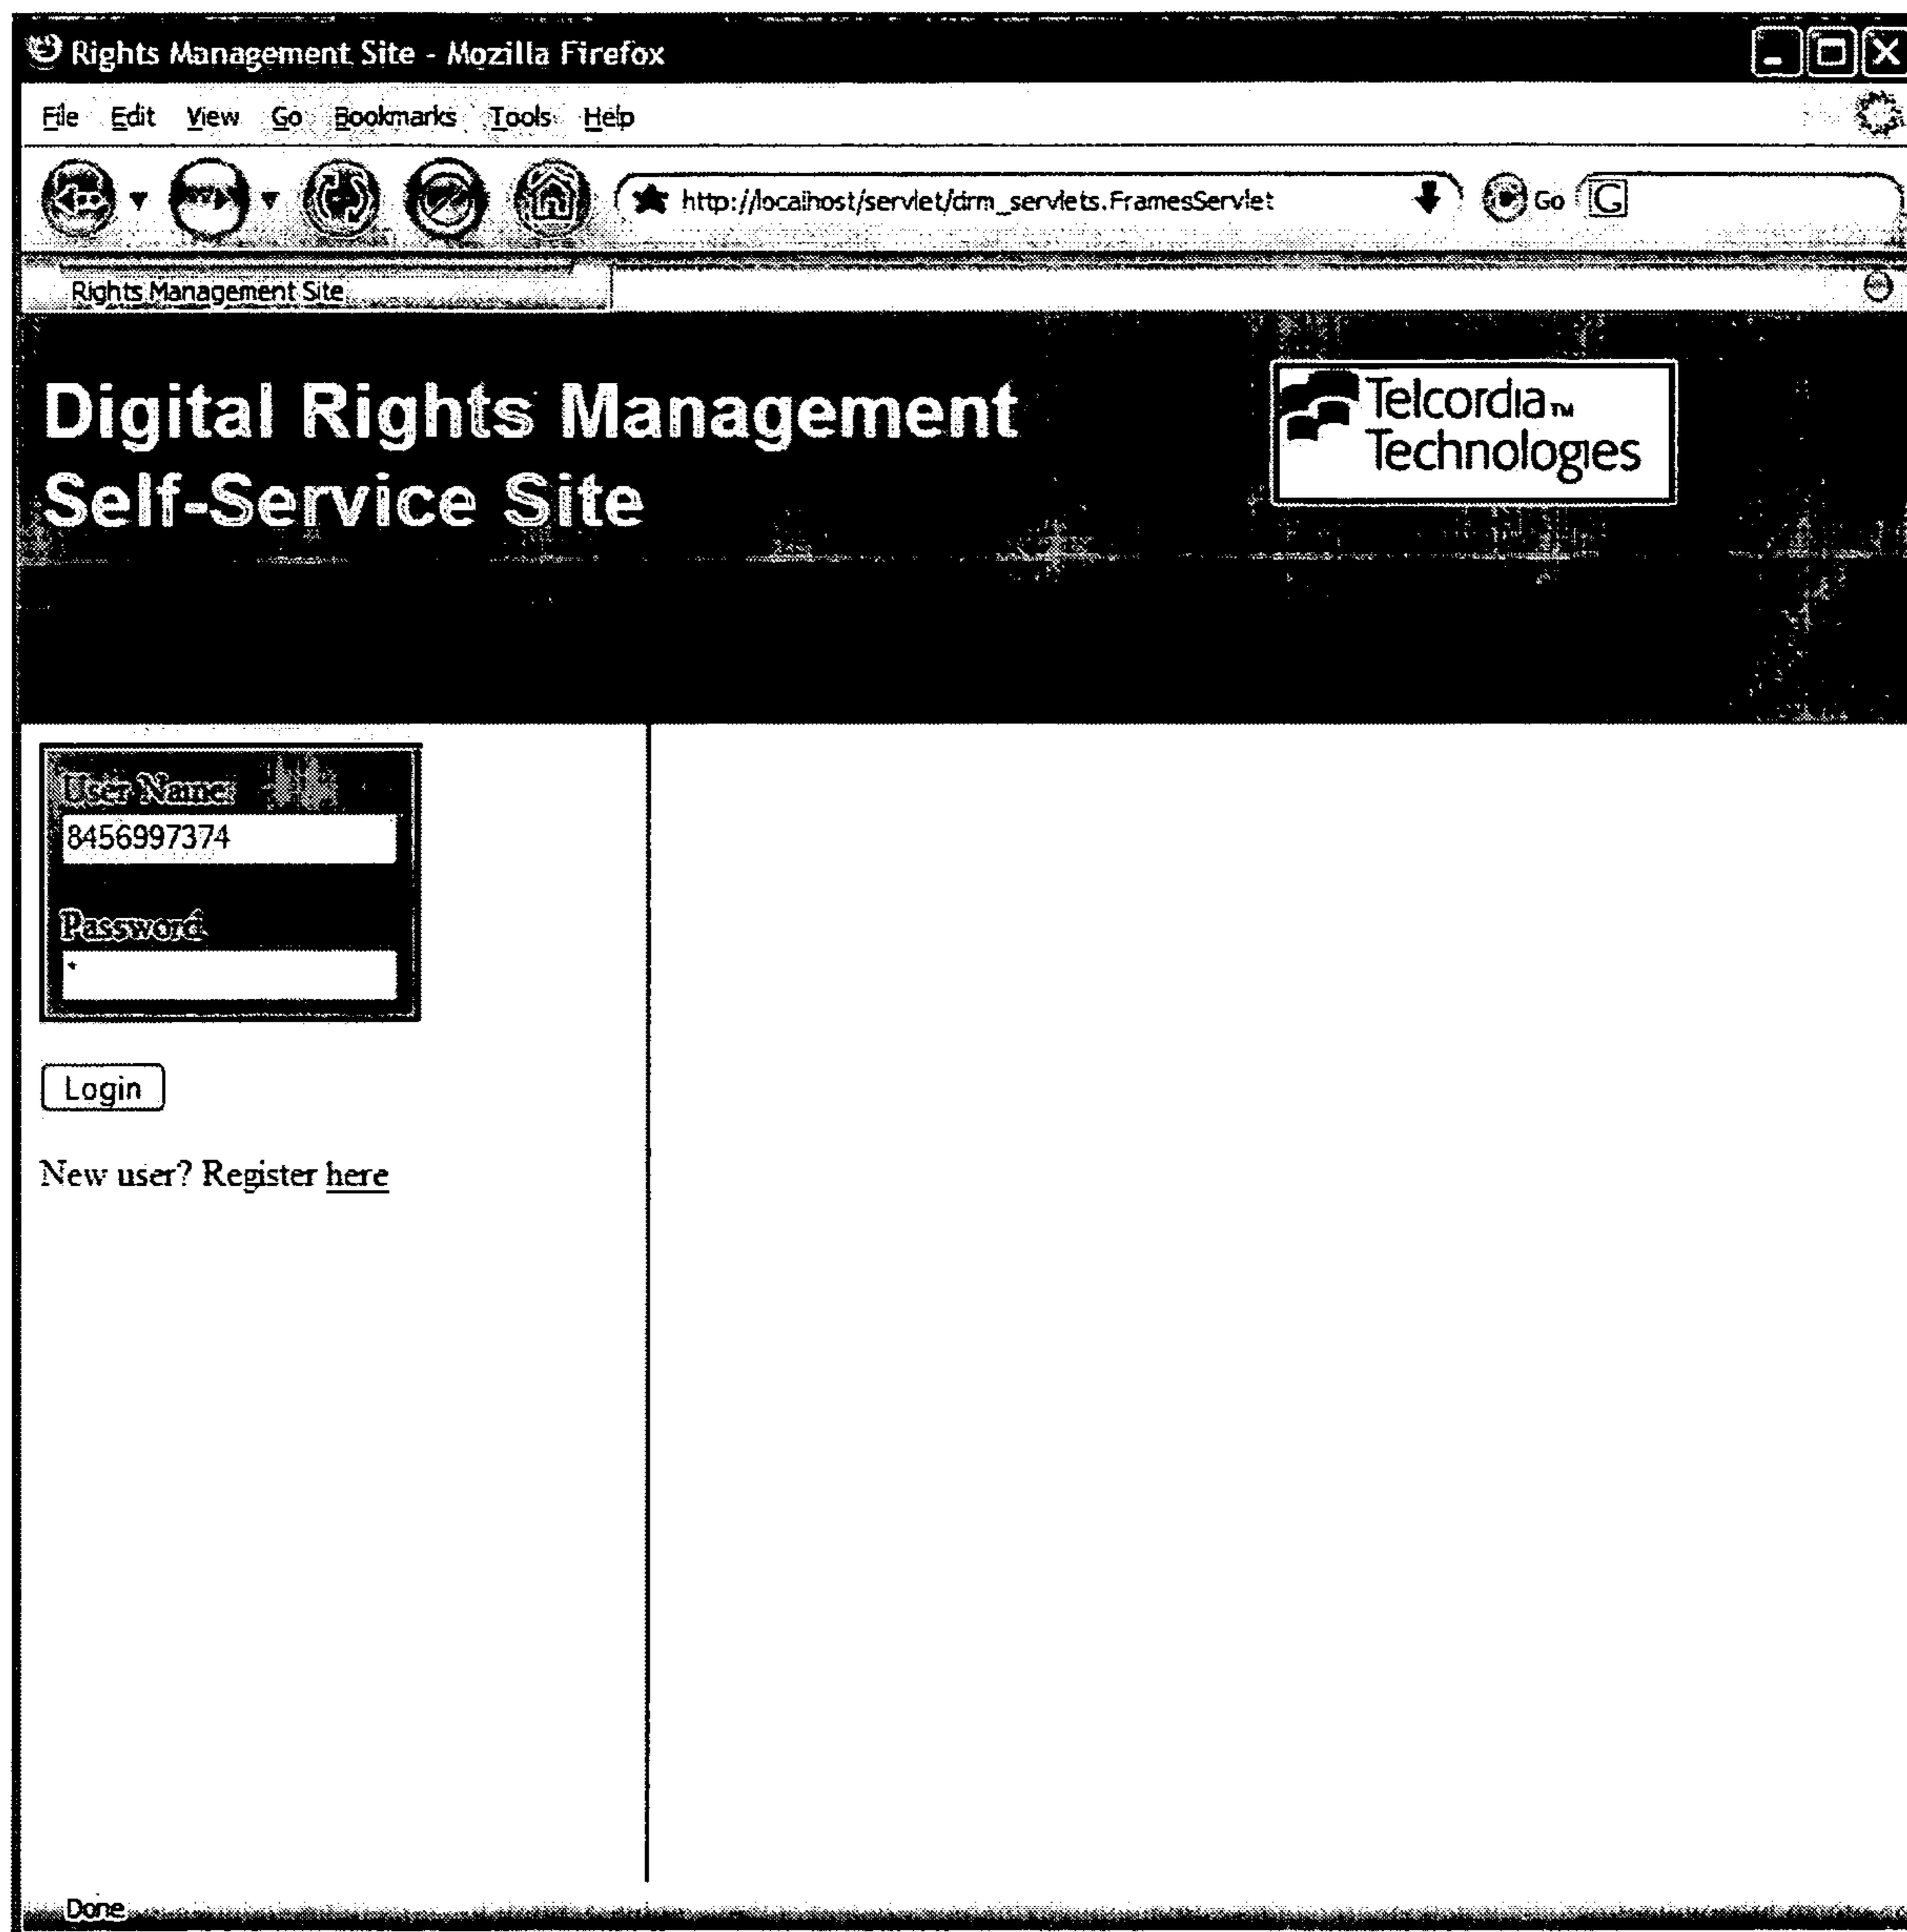 Rights Management Site - Mozilla Firefox
File Edit View Go Bookmarks Tools Help
http://localhost/servlet/drm_servlets.FramesServlet Go G
Rights Management Site
Digital Rights Management
Self-Service Site
Telcordia™
Technologies
User Name:
8456997374
Password:
*
Login
New user? Register here
Done